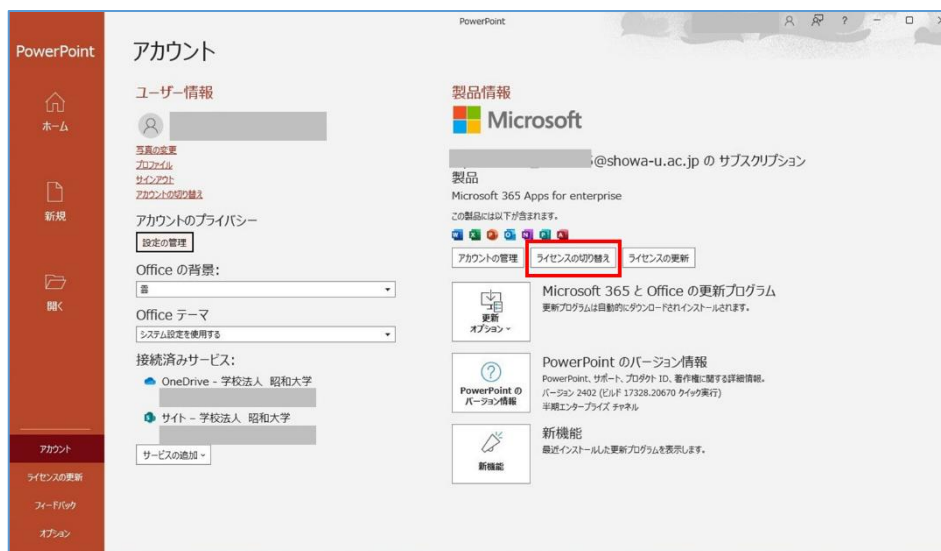 PowerPoint
?
PowerPoint
アカウント
ホーム
新規
開く
アカウント
ライセンスの更新
フィードバック
オプション
ユーザー情報
写真の変更
プロファイル
サインアウト
アカウントの切り替え
アカウントのプライバシー
設定の管理
Office の背景:
雲
Office テーマ
システム設定を使用する
接続済みサービス:
OneDrive - 学校法人 昭和大学
サイト – 学校法人 昭和大学
サービスの追加
製品情報
Microsoft
@showa-u.ac.jp の サブスクリプション
製品
Microsoft 365 Apps for enterprise
この製品には以下が含まれます。
アカウントの管理 ライセンスの切り替え ライセンスの更新
更新
オプション
Microsoft 365 と Office の更新プログラム
更新プログラムは自動的にダウンロードされインストールされます。
PowerPoint の
バージョン情報
PowerPoint のバージョン情報
PowerPoint、サポート、プロダクト ID、著作権に関する詳細情報。
バージョン 2402 (ビルド 17328.20670 クイック実行)
半期エンタープライズ チャネル
新機能
新機能
最近インストールした更新プログラムを表示します。